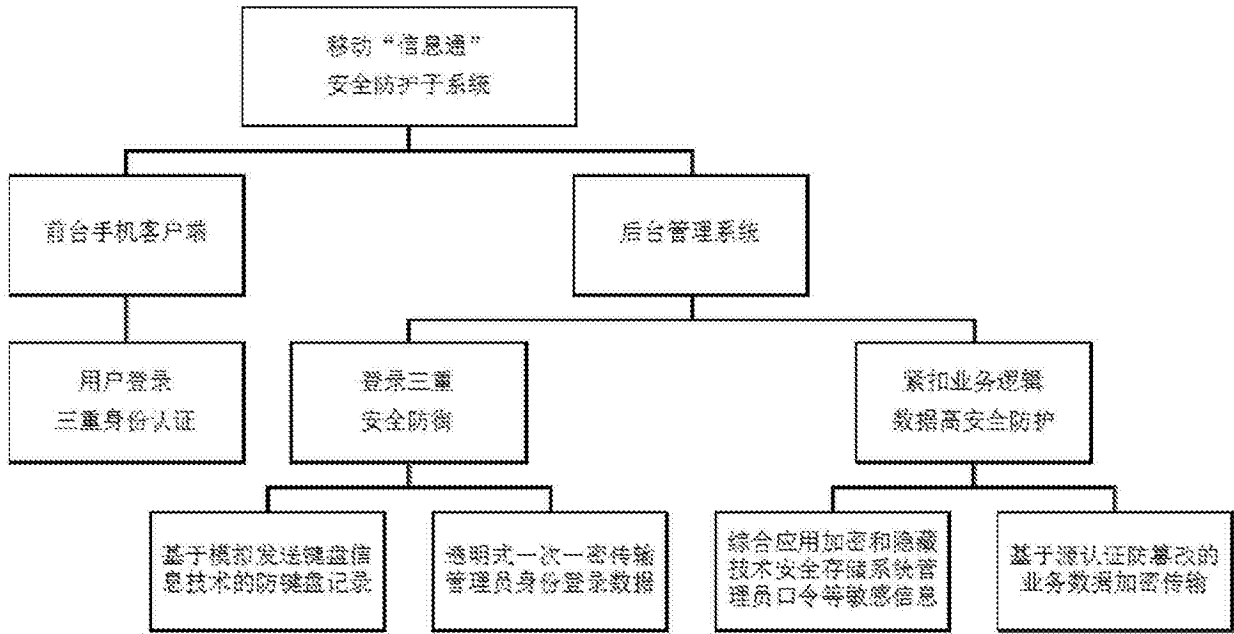 移动“信息通”
安全防护子系统
前台手机客户端
后台管理系统
用户登录
三重身份认证
登录三重
安全防御
紧扣业务逻辑
数据高安全防护
基于模拟发送键盘信
息技术的防键盘记录
透明式一次一密传输
管理员身份登录数据
综合应用加密和隐藏
技术安全存储系统管
理员口令等敏感信息
基于源认证防篡改的
业务数据加密传输